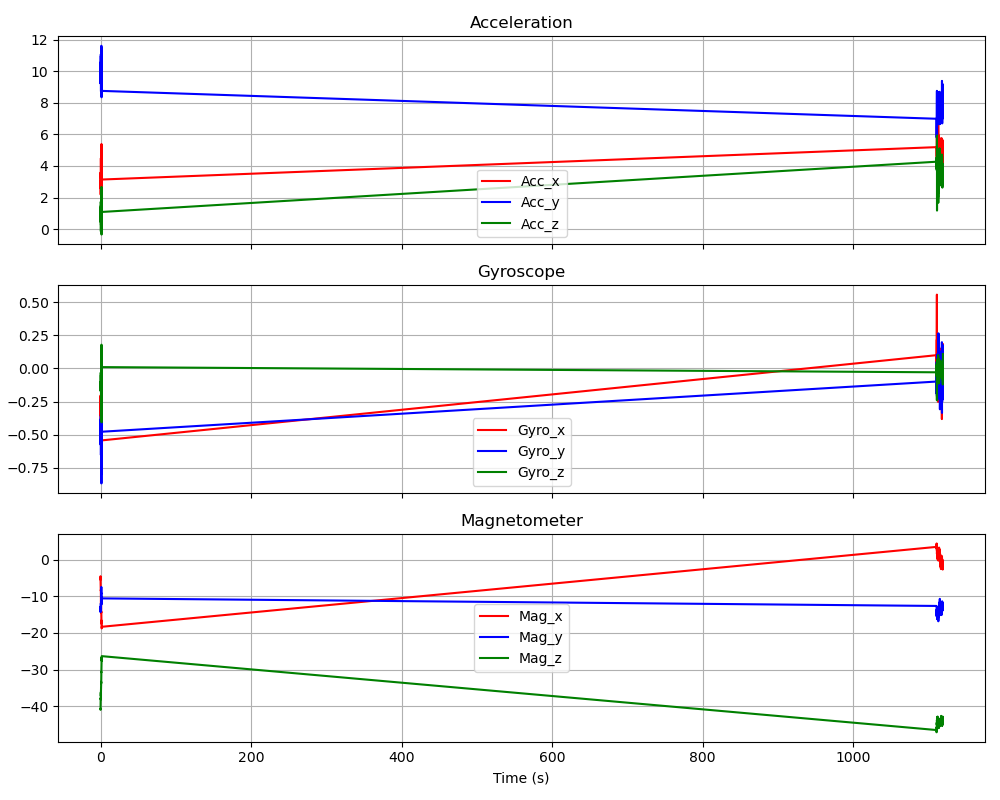 Acceleration
12
10
8
6
4
2
0
Acc_x
Acc_y
Acc_z
Gyroscope
0.50
0.25
0.00
−0.25
−0.50
−0.75
Gyro_x
Gyro_y
Gyro_z
Magnetometer
0
−10
−20
−30
−40
Mag_x
Mag_y
Mag_z
0 200 400 600 800 1000
Time (s)